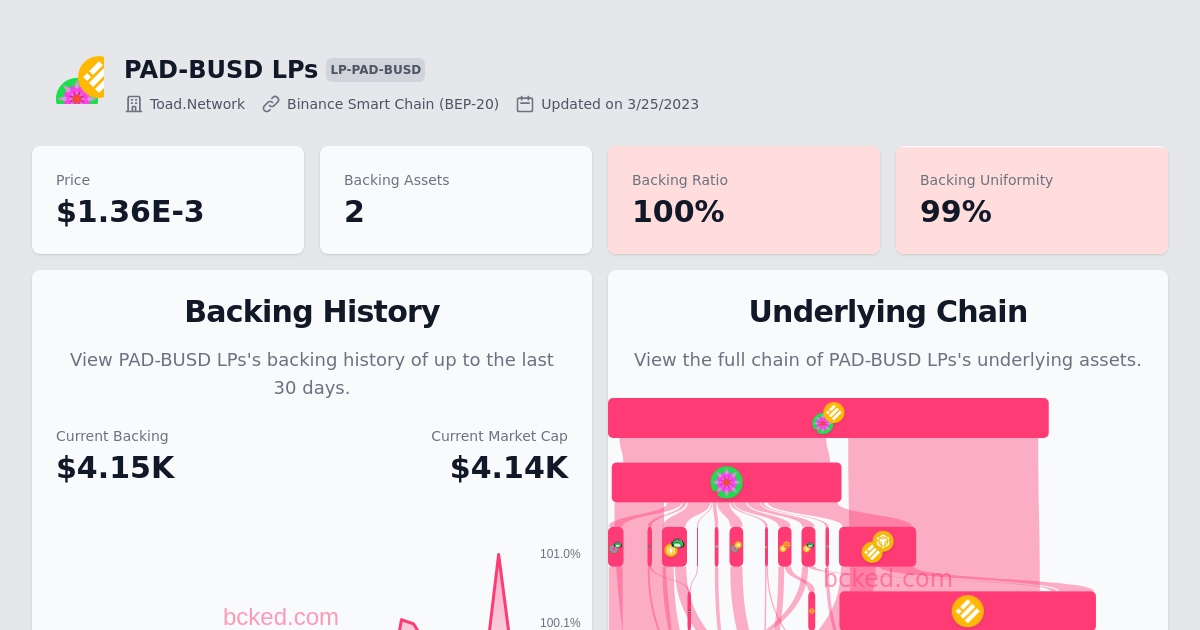 PAD-BUSD LPs LP-PAD-BUSD
Toad.Network Binance Smart Chain (BEP-20) Updated on 3/25/2023
Price
$1.36E-3
Backing Assets
2
Backing Ratio
100%
Backing Uniformity
99%
Backing History
View PAD-BUSD LPs's backing history of up to the last
30 days.
Current Backing
$4.15K
Current Market Cap
$4.14K
101.0%
100.1%
bcked.com
Underlying Chain
View the full chain of PAD-BUSD LPs's underlying assets.
bcked.com